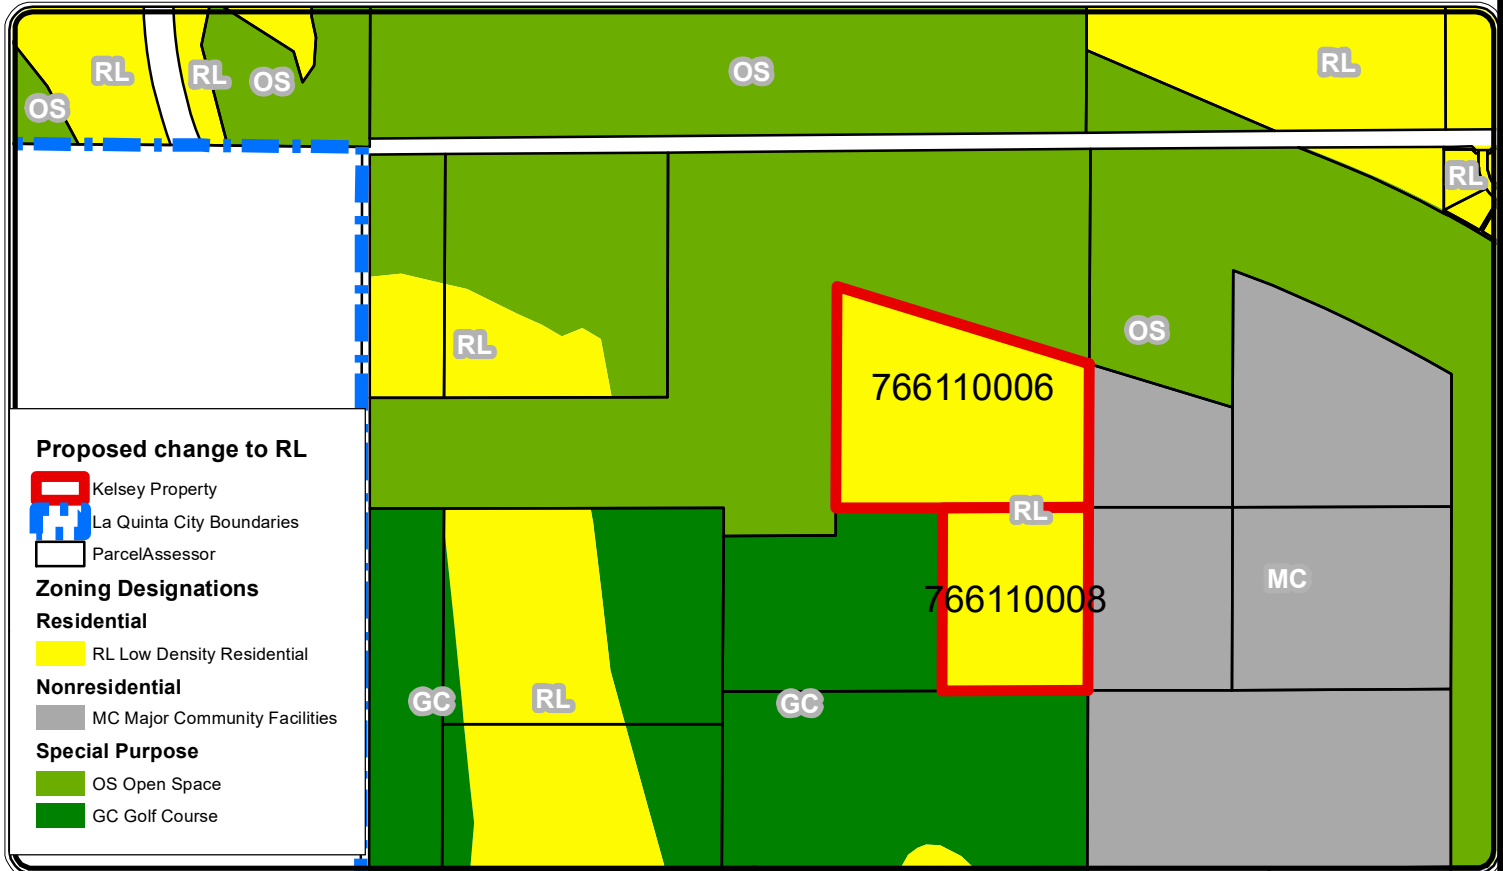 RL
RL
OS
OS
OS
RL
RL
RL
OS
766110006
RL
766110008
MC
GC
RL
GC
Proposed change to RL
Kelsey Property
La Quinta City Boundaries
ParcelAssessor
Zoning Designations
Residential
RL Low Density Residential
Nonresidential
MC Major Community Facilities
Special Purpose
OS Open Space
GC Golf Course